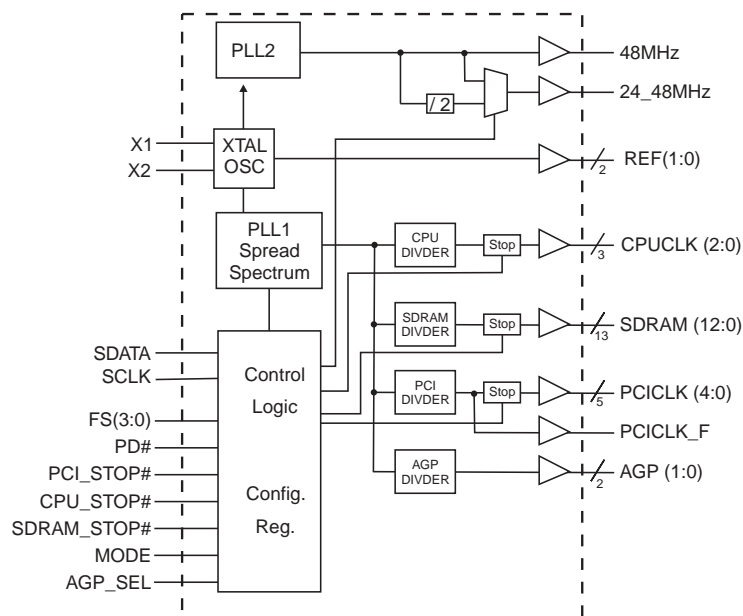 PLL2
48MHz
24_48MHz
/ 2
X1
X2
XTAL
OSC
REF(1:0)
2
PLL1
Spread
Spectrum
CPU
DIVDER
Stop
CPUCLK (2:0)
3
SDRAM
DIVDER
Stop
SDRAM (12:0)
13
PCI
DIVDER
Stop
PCICLK (4:0)
5
PCICLK_F
AGP
DIVDER
AGP (1:0)
2
SDATA
SCLK
FS(3:0)
PD#
PCI_STOP#
CPU_STOP#
SDRAM_STOP#
MODE
AGP_SEL
Control
Logic
Config.
Reg.